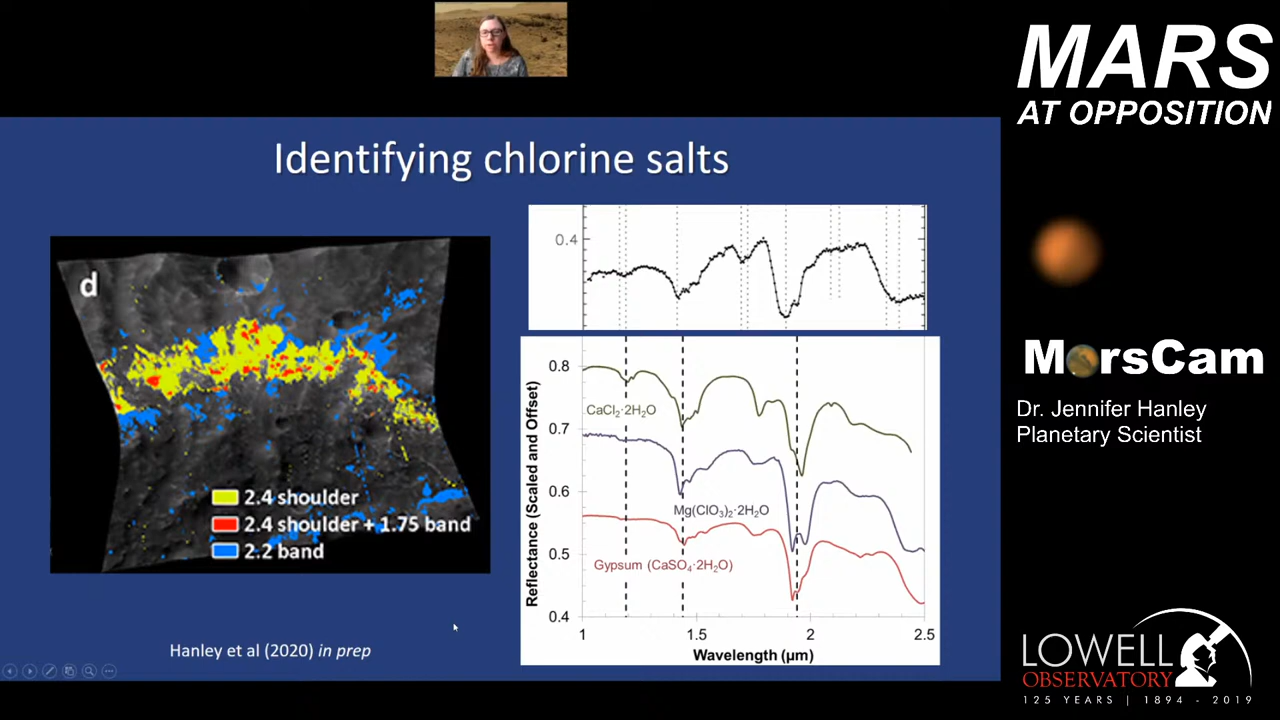 MARS
AT OPPOSITION
Identifying chlorine salts
d
2.4 shoulder
2.4 shoulder + 1.75 band
2.2 band
Hanley et al (2020) in prep
0.4
Reflectance (Scaled and Offset)
0.8
0.7
0.6
0.5
0.4
CaCl₂·2H₂O
Mg(ClO₃)₂·2H₂O
Gypsum (CaSO₄·2H₂O)
1
1.5
2
2.5
Wavelength (µm)
MarsCam
Dr. Jennifer Hanley
Planetary Scientist
LOWELL
OBSERVATORY
125 YEARS | 1894 - 2019